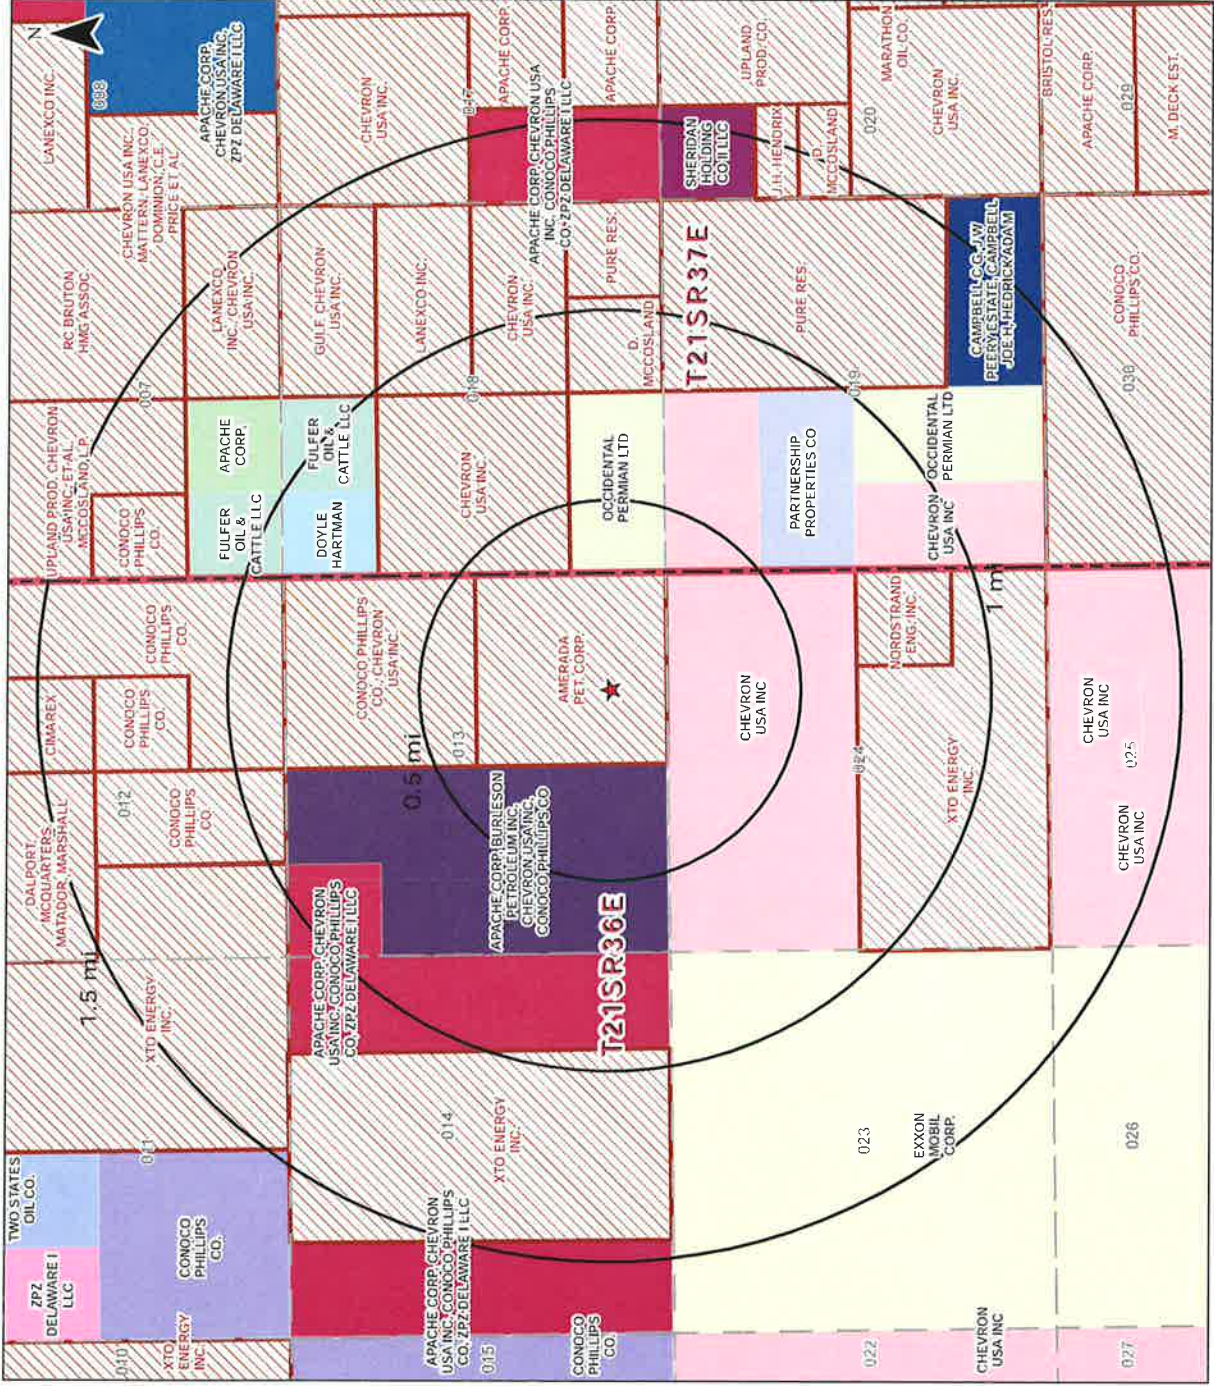 N
LANEXCO INC.
008
APACHE CORP.
CHEVRON USA INC,
ZPZ DELAWARE I LLC
CHEVRON USA INC.,
MATTERN, LANEXCO,
DOMINION, C.E.
PRICE ET AL
CHEVRON
USA INC.
017
APACHE CORP.
APACHE CORP.
UPLAND
PROD. CO.
MARATHON
OIL CO.
020
CHEVRON
USA INC.
BRISTOL RES.
APACHE CORP.
029
M. DECK EST.
APACHE CORP, CHEVRON USA
INC, CONOCO PHILLIPS
CO, ZPZ DELAWARE I LLC
SHERIDAN
HOLDING
CO II LLC
J.H. HENDRIX
D.
MCCOSLAND
RC BRUTON
HMG ASSOC
LANEXCO
INC., CHEVRON
USA INC.
GULF, CHEVRON
USA INC.
LANEXCO INC.
CHEVRON
USA INC.
PURE RES.
D.
MCCOSLAND
T21SR37E
PURE RES.
CAMPBELL C G, J W
PEERY ESTATE, CAMPBELL
JOE H, HEDRICK ADA M
CONOCO
PHILLIPS CO.
007
018
019
030
UPLAND PROD, CHEVRON
USA INC. ET AL,
MCCOSLAND, L.P.
CONOCO
PHILLIPS
CO.
APACHE
CORP.
FULFER
OIL &
CATTLE LLC
FULFER
OIL &
CATTLE LLC
DOYLE
HARTMAN
CHEVRON
USA INC.
OCCIDENTAL
PERMIAN LTD
PARTNERSHIP
PROPERTIES CO
OCCIDENTAL
PERMIAN LTD
CHEVRON
USA INC
1 mi
CONOCO
PHILLIPS
CO.
CIMAREX
CONOCO
PHILLIPS
CO.
CONOCO PHILLIPS
CO., CHEVRON
USA INC.
013
AMERADA
PET. CORP.
0.5 mi
CHEVRON
USA INC
NORDSTRAND
ENG. INC.
024
XTO ENERGY
INC.
CHEVRON
USA INC
025
CHEVRON
USA INC
DALPORT,
MCQUARTERS,
MATADOR, MARSHALL
012
CONOCO
PHILLIPS
CO.
APACHE CORP, BURLESON
PETROLEUM INC,
CHEVRON USA INC,
CONOCO PHILLIPS CO
APACHE CORP, CHEVRON
USA INC, CONOCO PHILLIPS
CO, ZPZ DELAWARE I LLC
T21SR36E
1.5 mi
XTO ENERGY
INC.
011
014
XTO ENERGY
INC.
023
EXXON
MOBIL
CORP.
026
TWO STATES
OIL CO.
ZPZ
DELAWARE I
LLC
CONOCO
PHILLIPS
CO.
APACHE CORP, CHEVRON
USA INC, CONOCO PHILLIPS
CO, ZPZ DELAWARE I LLC
010
XTO
ENERGY
INC.
015
CONOCO
PHILLIPS
CO.
022
CHEVRON
USA INC
027